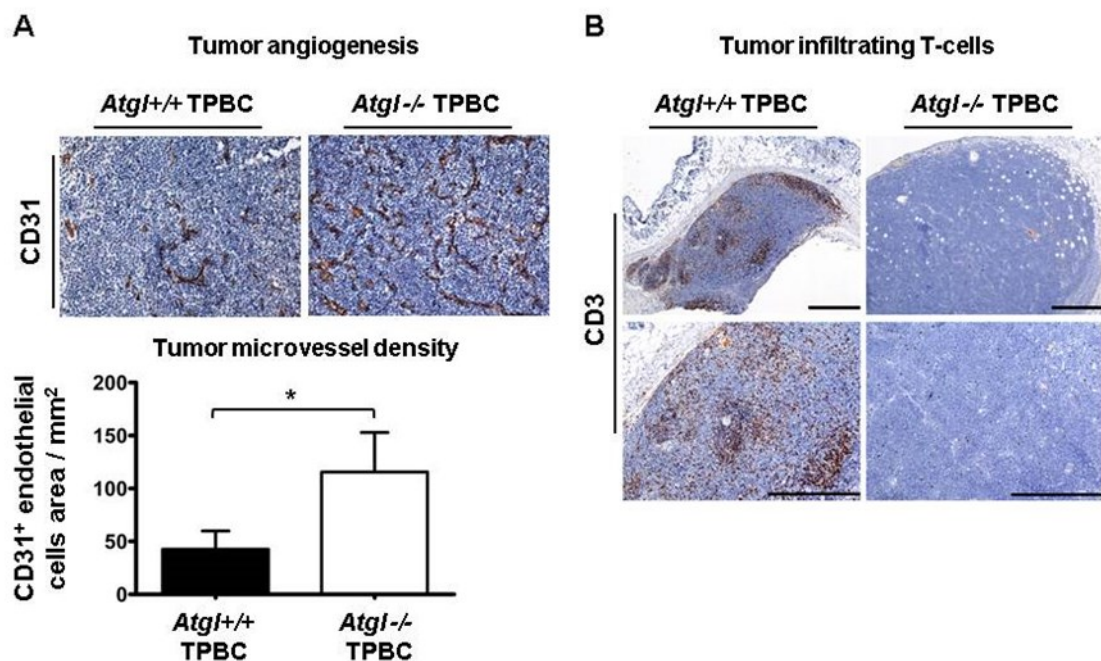 A
Tumor angiogenesis
Atgl+/+ TPBC
Atgl-/- TPBC
CD31
Tumor microvessel density
CD31+ endothelial
cells area / mm²
200
150
100
50
0
*
Atgl+/+
TPBC
Atgl-/-
TPBC
B
Tumor infiltrating T-cells
Atgl+/+ TPBC
Atgl-/- TPBC
CD3